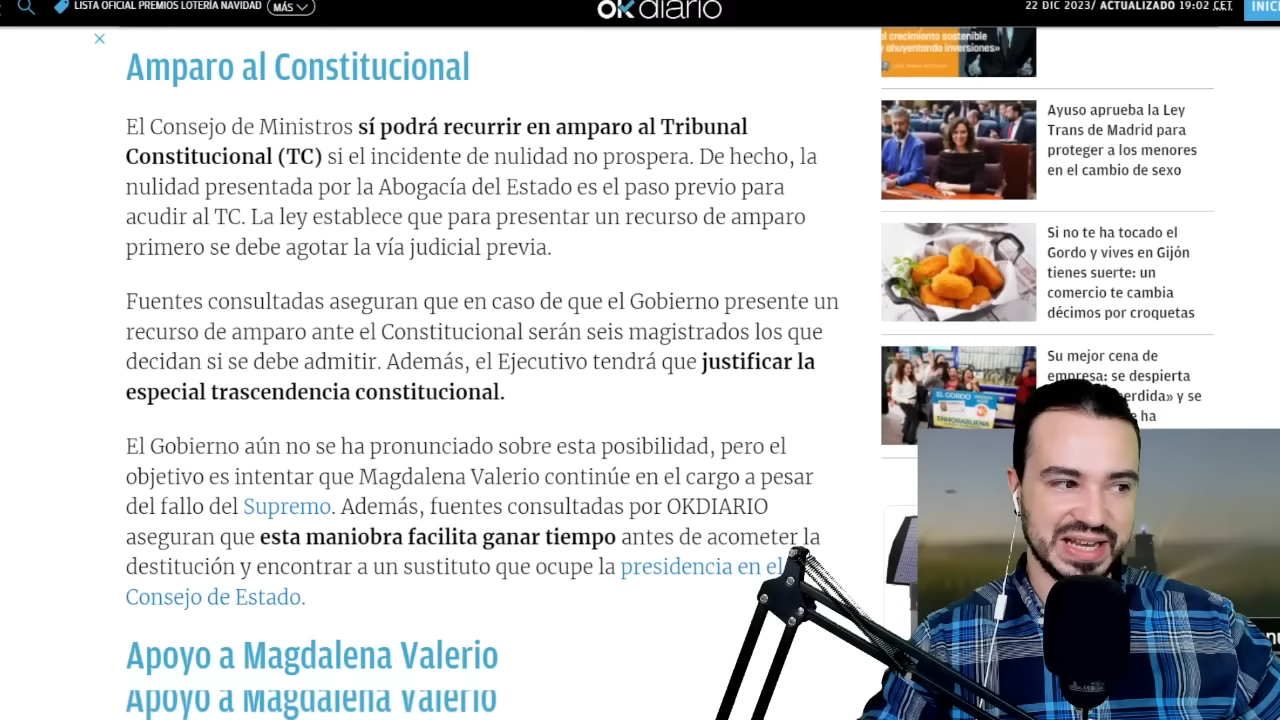 LISTA OFICIAL PREMIOS LOTERÍA NAVIDAD
MÁS
okdiario
22 DIC 2023/ ACTUALIZADO 19:02 CET
INICI
Amparo al Constitucional
El Consejo de Ministros sí podrá recurrir en amparo al Tribunal
Constitucional (TC) si el incidente de nulidad no prospera. De hecho, la
nulidad presentada por la Abogacía del Estado es el paso previo para
acudir al TC. La ley establece que para presentar un recurso de amparo
primero se debe agotar la vía judicial previa.
Fuentes consultadas aseguran que en caso de que el Gobierno presente un
recurso de amparo ante el Constitucional serán seis magistrados los que
decidan si se debe admitir. Además, el Ejecutivo tendrá que justificar la
especial trascendencia constitucional.
El Gobierno aún no se ha pronunciado sobre esta posibilidad, pero el
objetivo es intentar que Magdalena Valerio continúe en el cargo a pesar
del fallo del Supremo. Además, fuentes consultadas por OKDIARIO
aseguran que esta maniobra facilita ganar tiempo antes de acometer la
destitución y encontrar a un sustituto que ocupe la presidencia en el
Consejo de Estado.
Apoyo a Magdalena Valerio
Apoyo a Magdalena Valerio
el crecimiento sostenible
y ahuyentando inversiones»
Ayuso aprueba la Ley
Trans de Madrid para
proteger a los menores
en el cambio de sexo
Si no te ha tocado el
Gordo y vives en Gijón
tienes suerte: un
comercio te cambia
décimos por croquetas
Su mejor cena de
empresa: se despierta
perdida» y se
ha
EL GORDO
ENHORABUENA